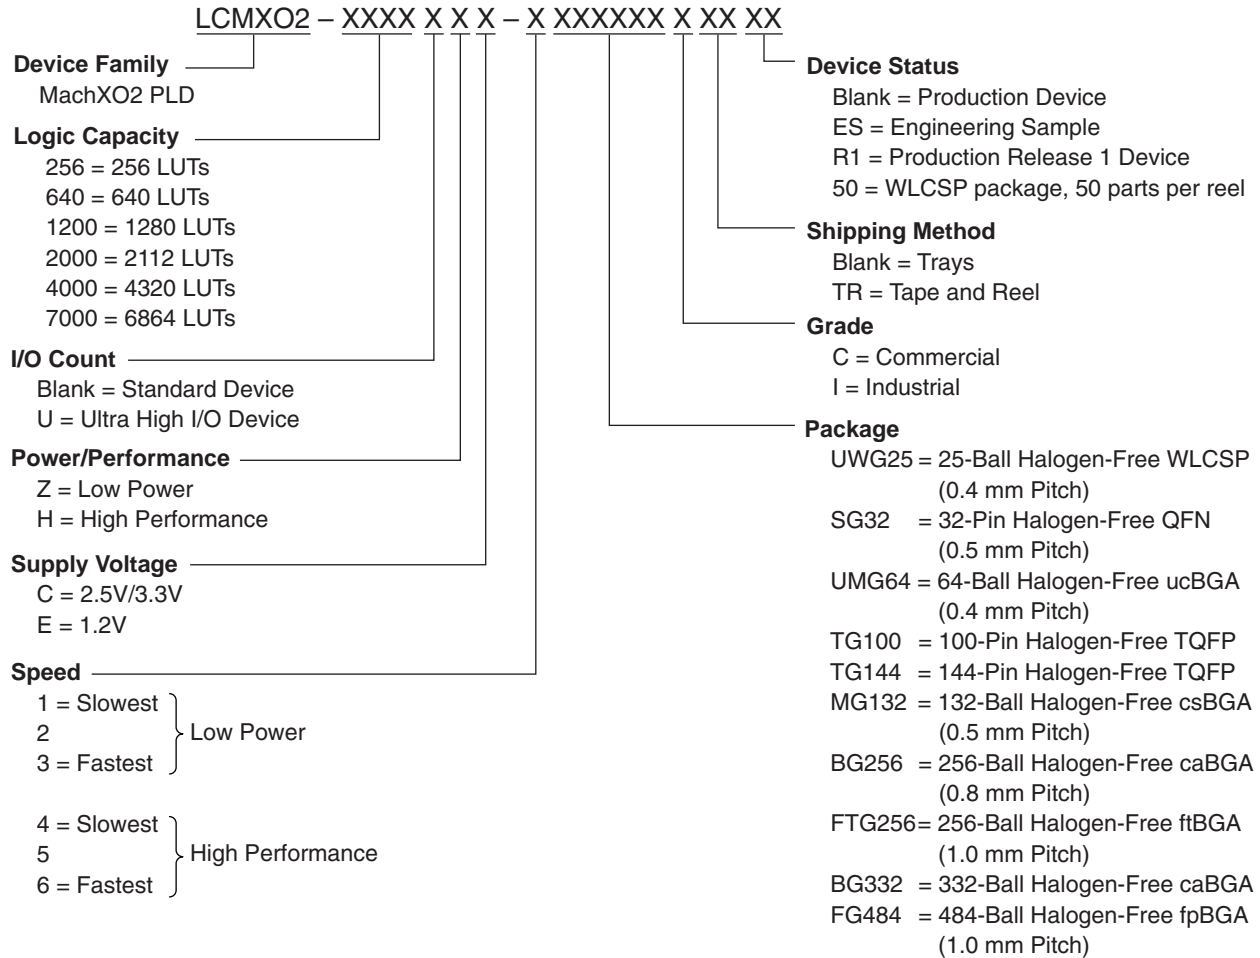 LCMXO2 – XXXX X X X – X XXXXXX X XX XX
Device Family
MachXO2 PLD
Logic Capacity
256 = 256 LUTs
640 = 640 LUTs
1200 = 1280 LUTs
2000 = 2112 LUTs
4000 = 4320 LUTs
7000 = 6864 LUTs
I/O Count
Blank = Standard Device
U = Ultra High I/O Device
Power/Performance
Z = Low Power
H = High Performance
Supply Voltage
C = 2.5V/3.3V
E = 1.2V
Speed
1 = Slowest
2
3 = Fastest
Low Power
4 = Slowest
5
6 = Fastest
High Performance
Device Status
Blank = Production Device
ES = Engineering Sample
R1 = Production Release 1 Device
50 = WLCSP package, 50 parts per reel
Shipping Method
Blank = Trays
TR = Tape and Reel
Grade
C = Commercial
I = Industrial
Package
UWG25 = 25-Ball Halogen-Free WLCSP
(0.4 mm Pitch)
SG32 = 32-Pin Halogen-Free QFN
(0.5 mm Pitch)
UMG64 = 64-Ball Halogen-Free ucBGA
(0.4 mm Pitch)
TG100 = 100-Pin Halogen-Free TQFP
TG144 = 144-Pin Halogen-Free TQFP
MG132 = 132-Ball Halogen-Free csBGA
(0.5 mm Pitch)
BG256 = 256-Ball Halogen-Free caBGA
(0.8 mm Pitch)
FTG256= 256-Ball Halogen-Free ftBGA
(1.0 mm Pitch)
BG332 = 332-Ball Halogen-Free caBGA
FG484 = 484-Ball Halogen-Free fpBGA
(1.0 mm Pitch)